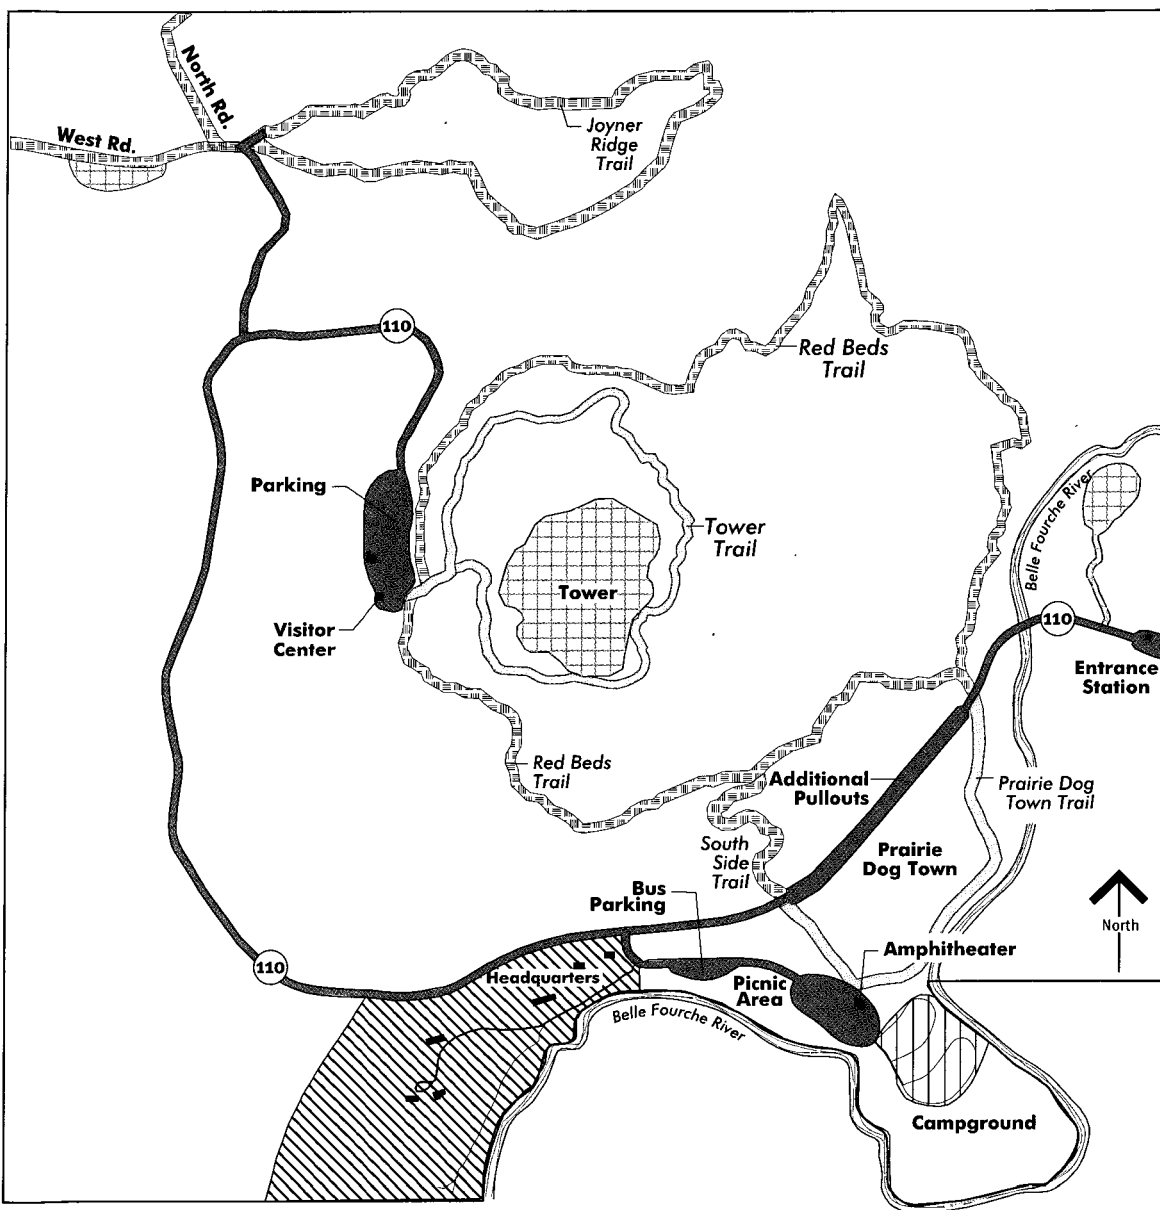 North Rd.
West Rd.
Joyner
Ridge
Trail
110
Red Beds
Trail
Parking
Tower
Trail
Belle Fourche River
Tower
Visitor
Center
110
Entrance
Station
Red Beds
Trail
Additional
Pullouts
Prairie Dog
Town Trail
South
Side
Trail
Prairie
Dog Town
Bus
Parking
North
Amphitheater
110
Headquarters
Picnic
Area
Belle Fourche River
Campground